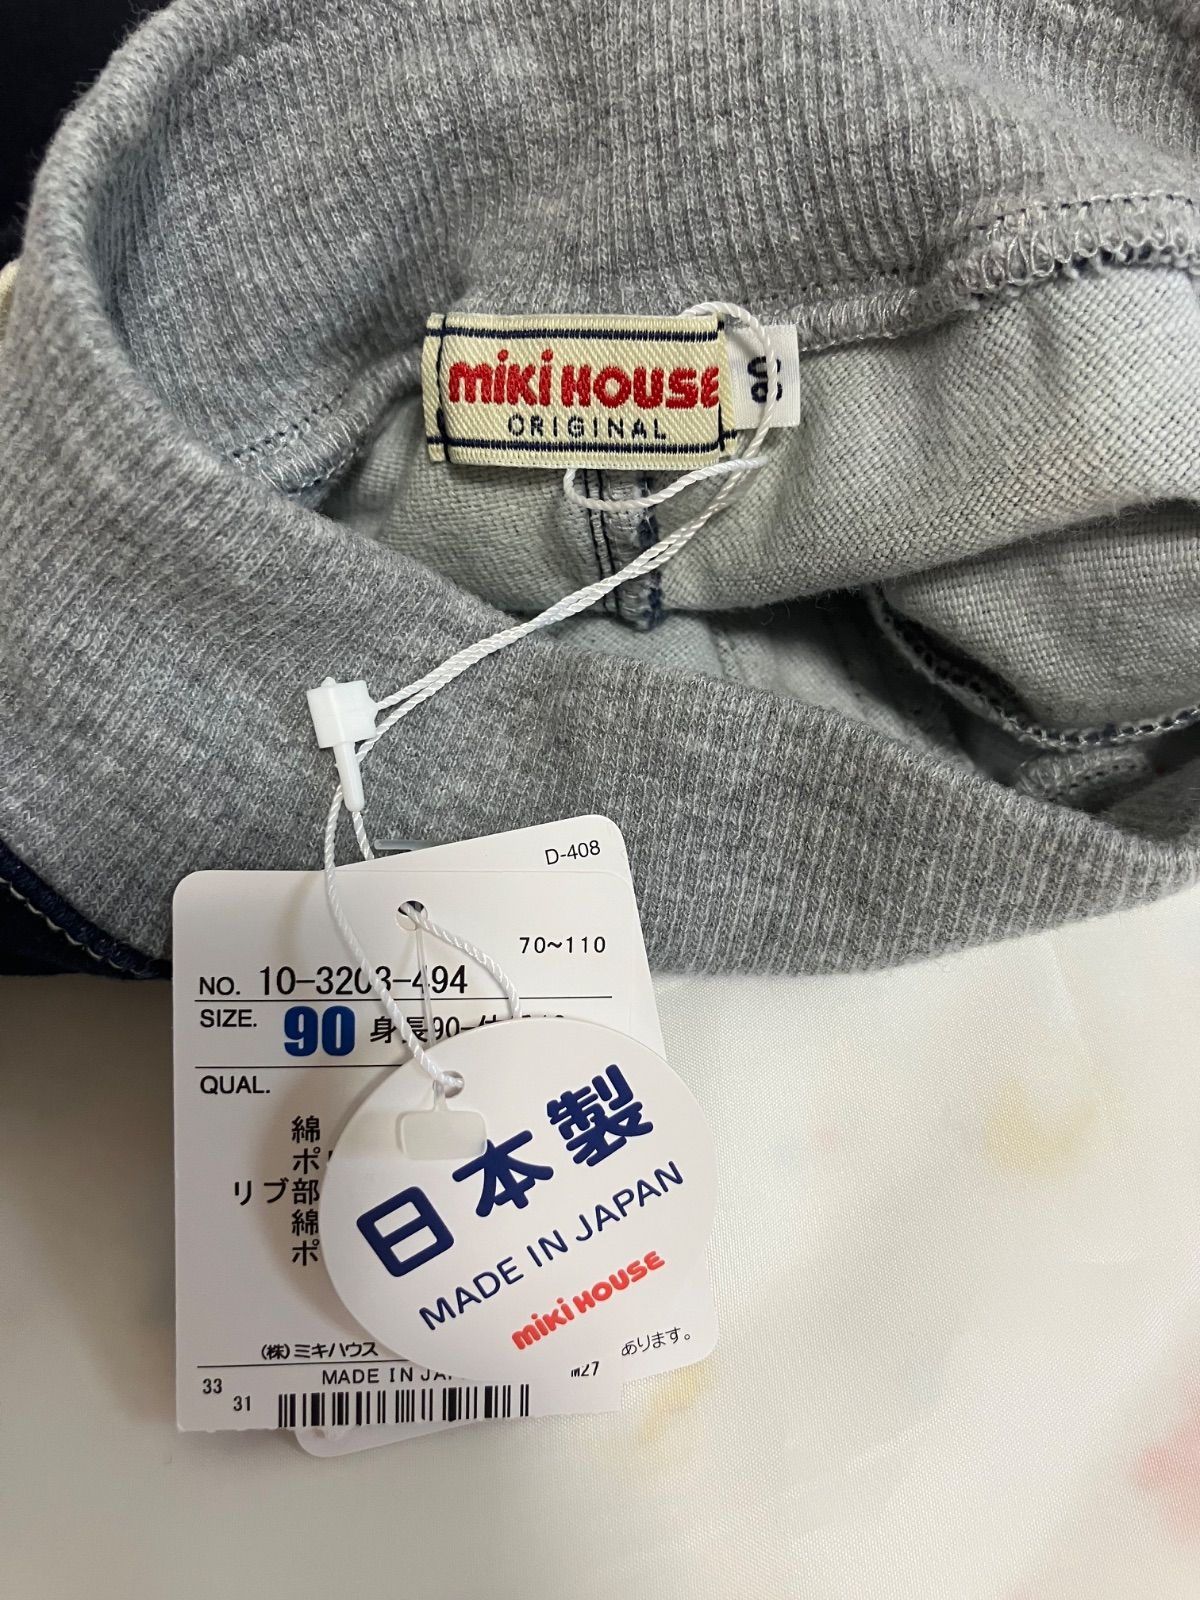 miki HOUSE
ORIGINAL
90
D-408
70~110
NO. 10-3203-494
SIZE. 90 身長90-体
QUAL.
綿
ポ
リブ部
綿
ポ
日本製
MADE IN JAPAN
miki HOUSE
(株)ミキハウス
あります。
MADE IN JA
M27
33
31